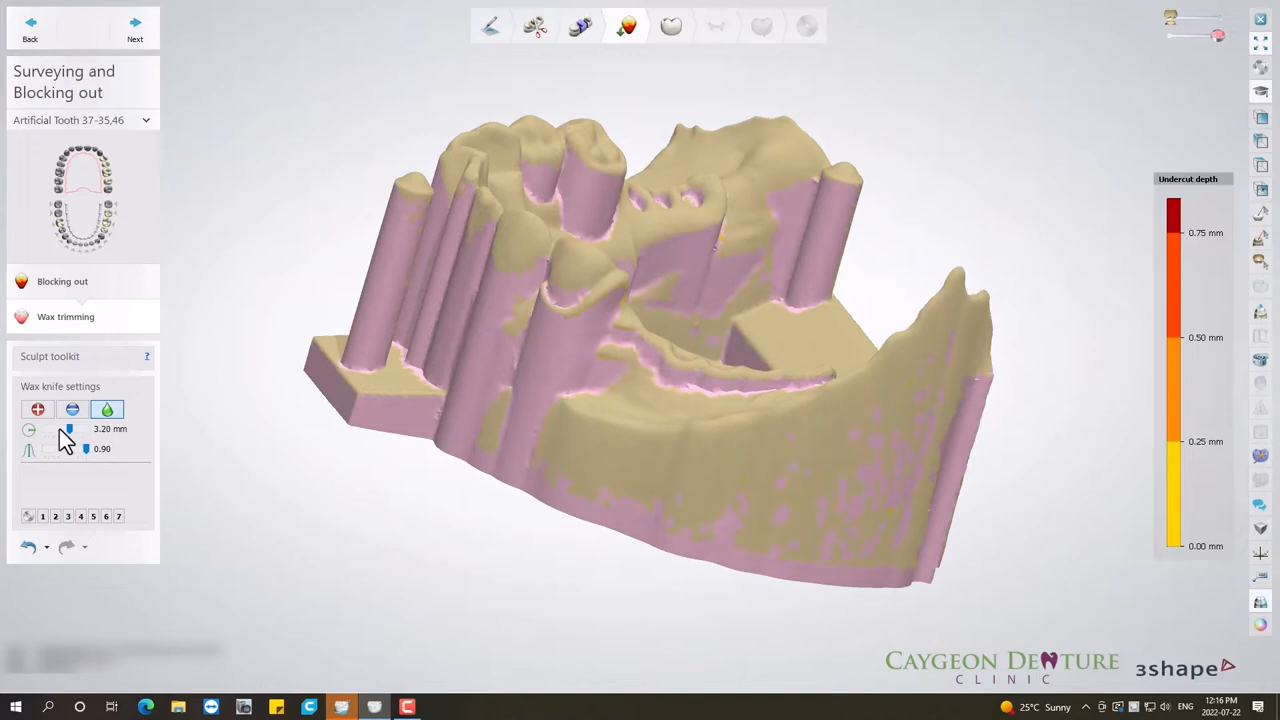 Back
Next
Surveying and
Blocking out
Artificial Tooth 37-35,46
Blocking out
Wax trimming
Sculpt toolkit
?
Wax knife settings
3.20 mm
0.90
1 2 3 4 5 6 7
Undercut depth
0.75 mm
0.50 mm
0.25 mm
0.00 mm
CAYGEON DENTURE
CLINIC
3shape
25°C Sunny
ENG
12:16 PM
2022-07-22